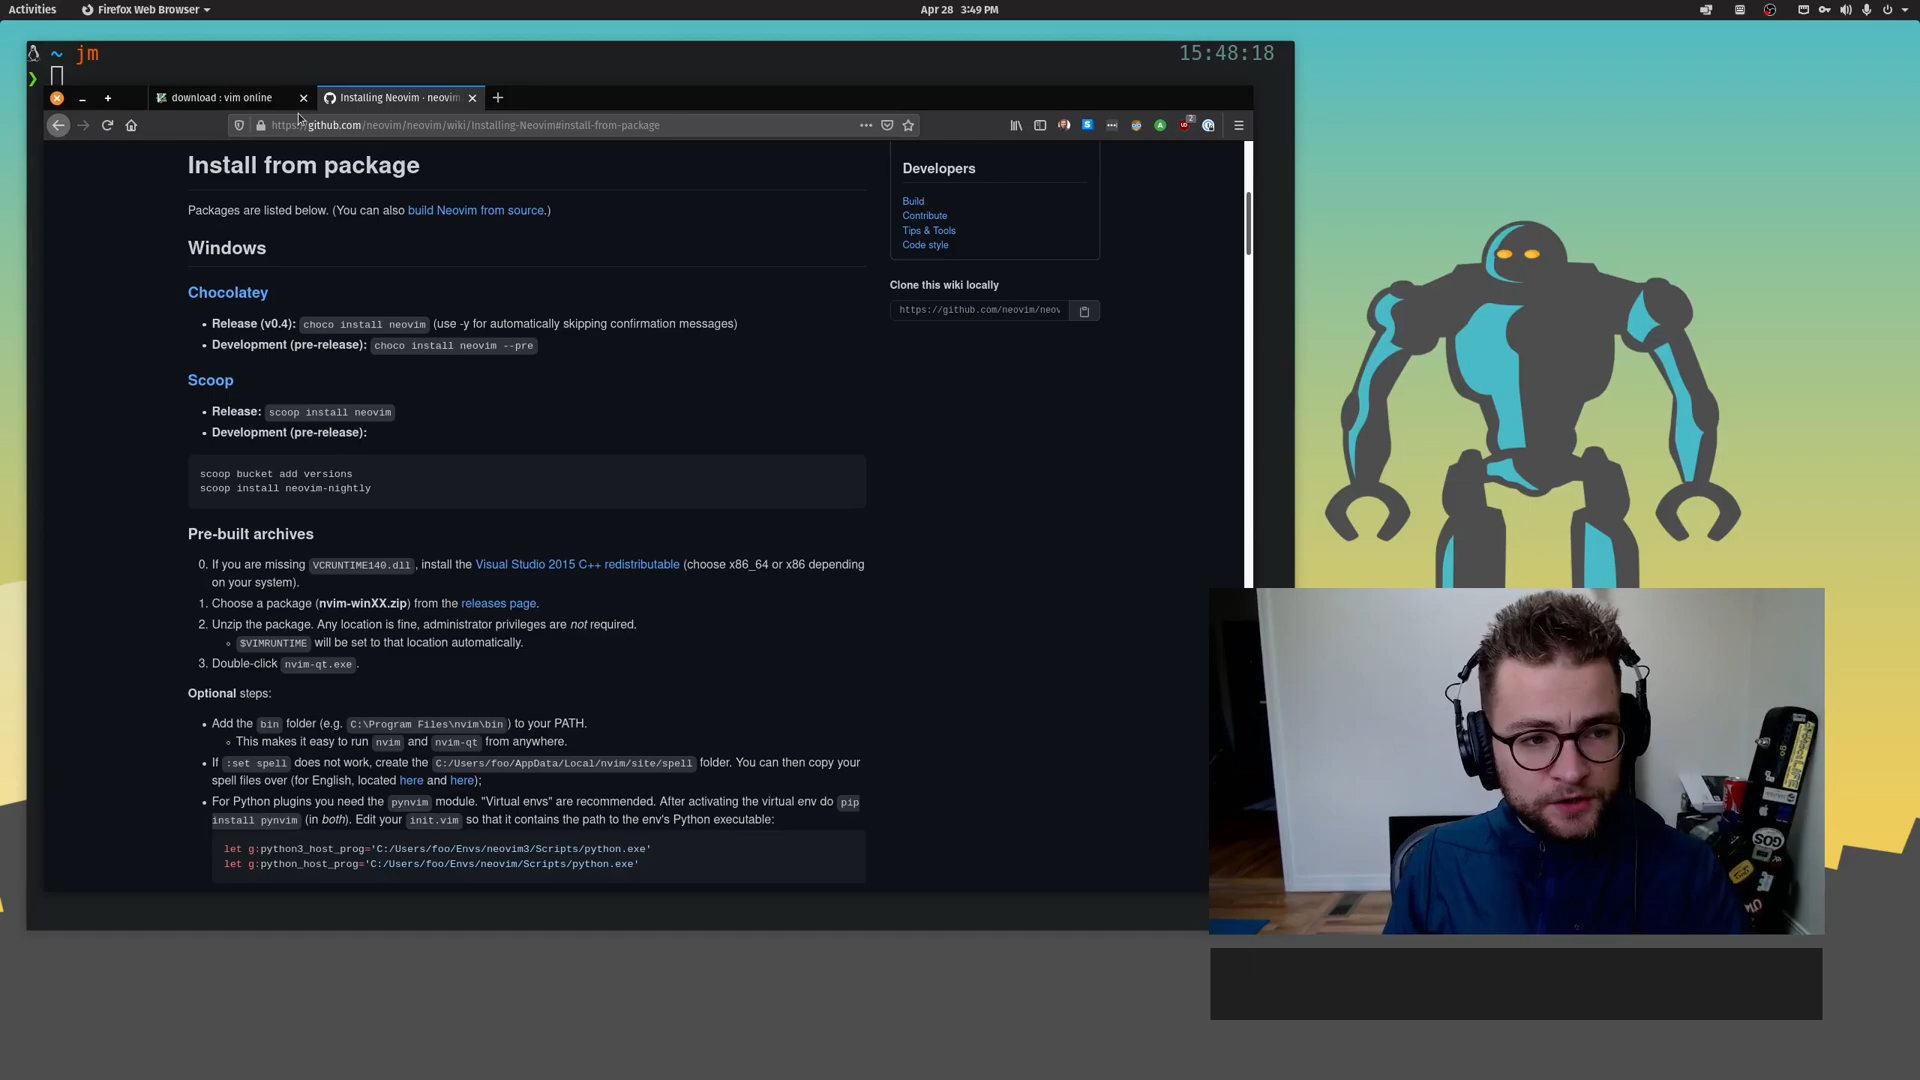 Activities
Firefox Web Browser
Apr 28 3:49 PM
~ jm
15:48:18
❯
download : vim online
Installing Neovim · neovim
https://github.com/neovim/neovim/wiki/Installing-Neovim#install-from-package
2
Install from package
Packages are listed below. (You can also build Neovim from source.)
Windows
Chocolatey
• Release (v0.4): choco install neovim (use -y for automatically skipping confirmation messages)
• Development (pre-release): choco install neovim --pre
Scoop
• Release: scoop install neovim
• Development (pre-release):
scoop bucket add versions
scoop install neovim-nightly
Pre-built archives
0. If you are missing VCRUNTIME140.dll, install the Visual Studio 2015 C++ redistributable (choose x86_64 or x86 depending
on your system).
1. Choose a package (nvim-winXX.zip) from the releases page.
2. Unzip the package. Any location is fine, administrator privileges are not required.
◦ $VIMRUNTIME will be set to that location automatically.
3. Double-click nvim-qt.exe.
Optional steps:
• Add the bin folder (e.g. C:\Program Files\nvim\bin) to your PATH.
◦ This makes it easy to run nvim and nvim-qt from anywhere.
• If :set spell does not work, create the C:/Users/foo/AppData/Local/nvim/site/spell folder. You can then copy your
spell files over (for English, located here and here);
• For Python plugins you need the pynvim module. "Virtual envs" are recommended. After activating the virtual env do pip
install pynvim (in both). Edit your init.vim so that it contains the path to the env's Python executable:
let g:python3_host_prog='C:/Users/foo/Envs/neovim3/Scripts/python.exe'
let g:python_host_prog='C:/Users/foo/Envs/neovim/Scripts/python.exe'
Developers
Build
Contribute
Tips & Tools
Code style
Clone this wiki locally
https://github.com/neovim/neov
GOS